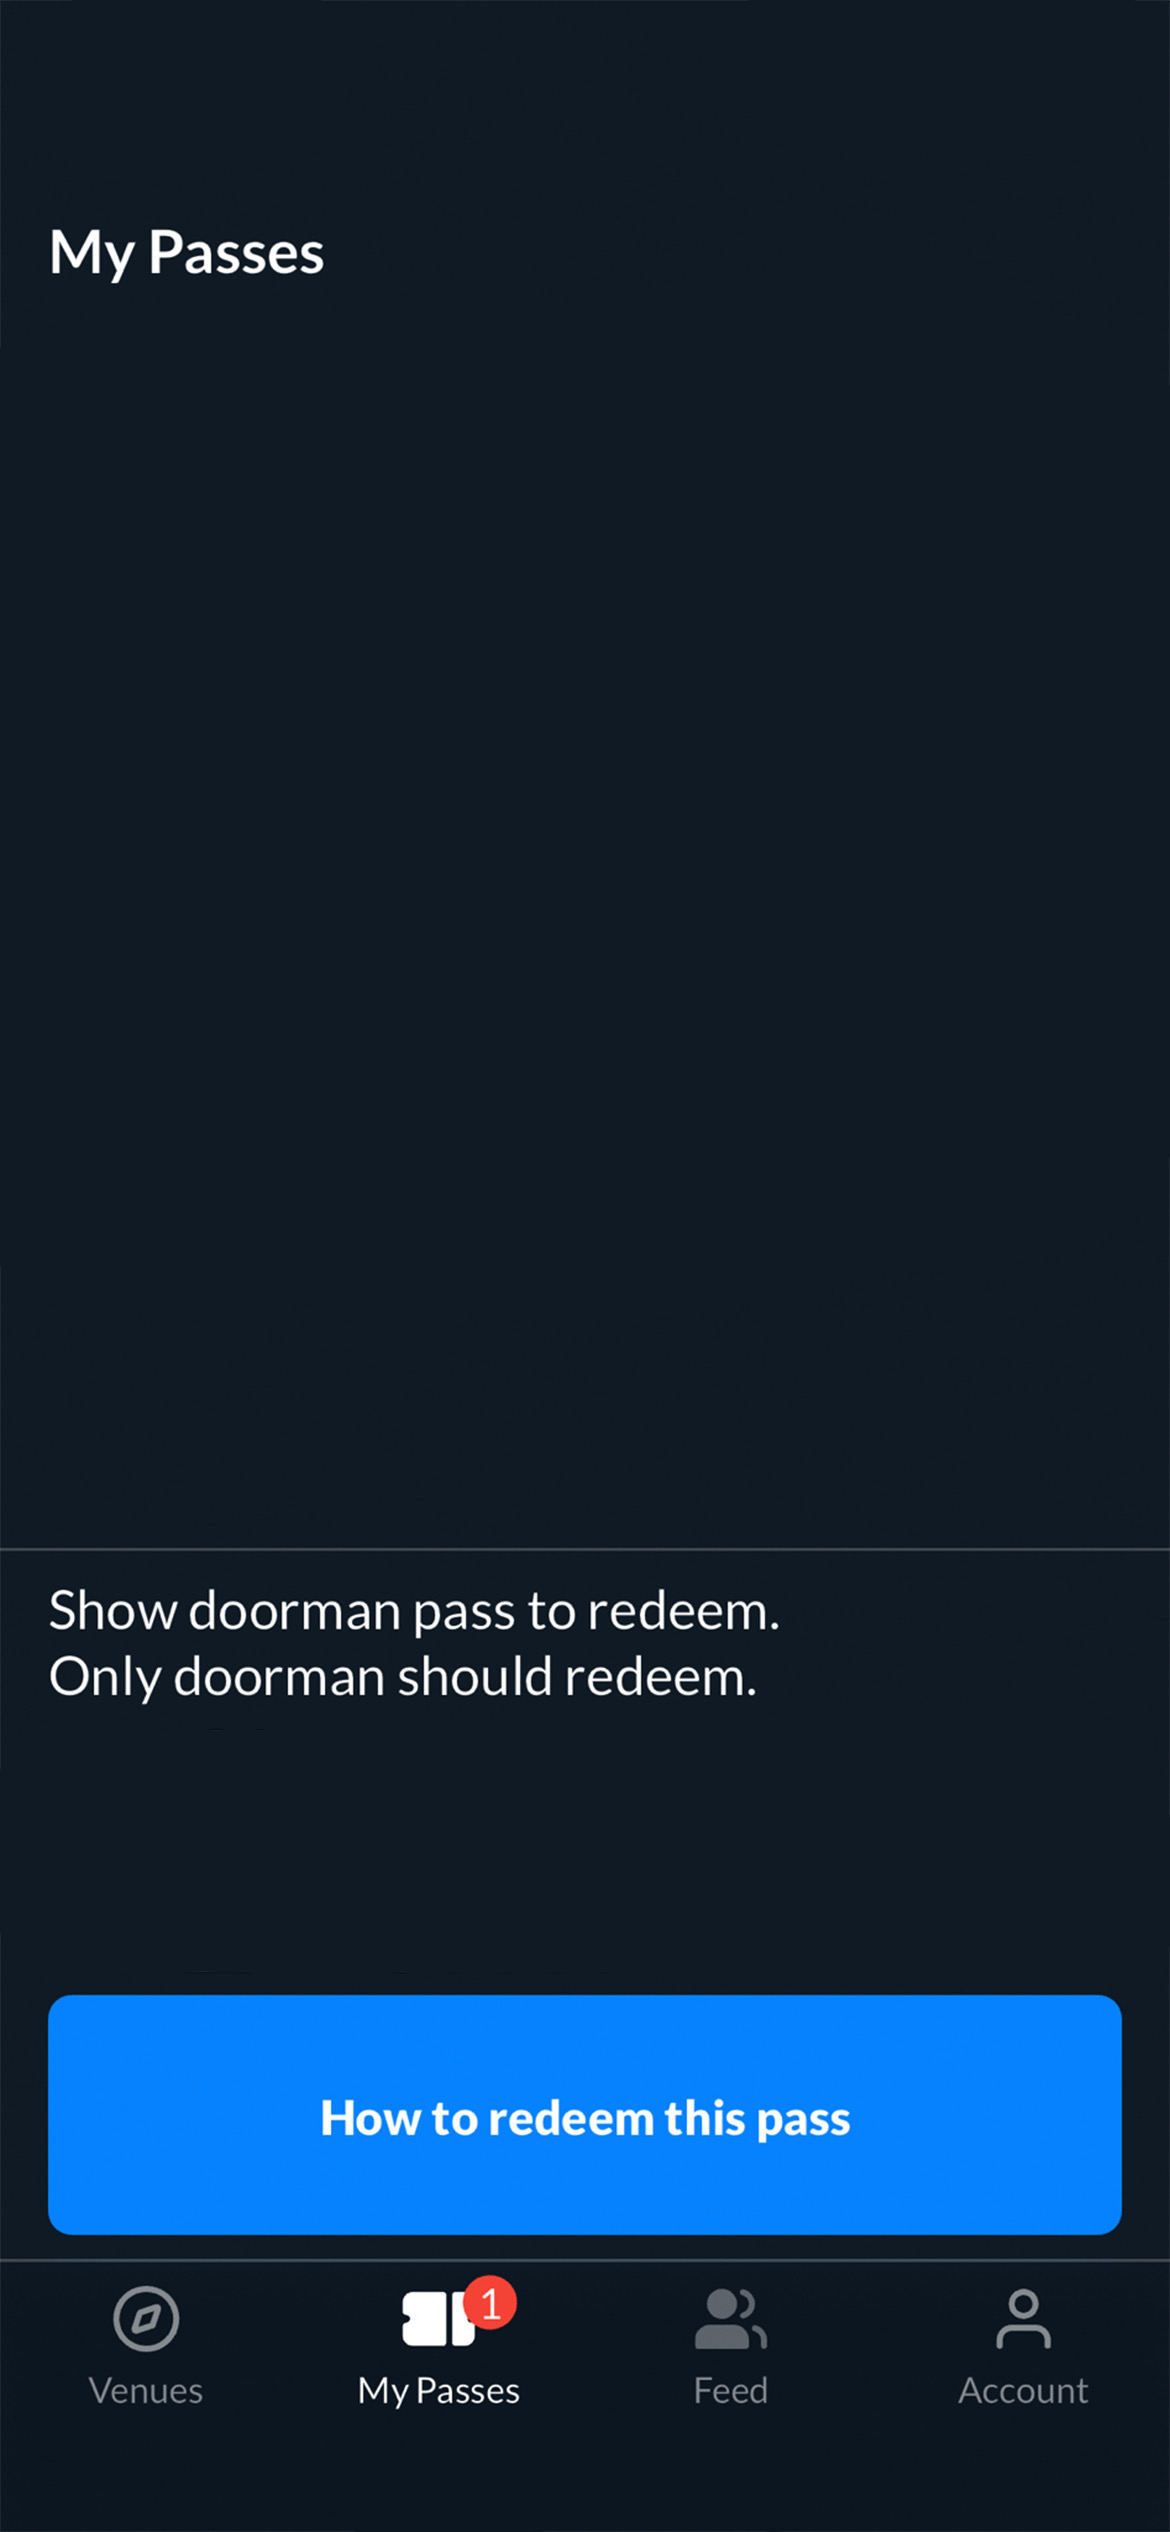 My Passes
Show doorman pass to redeem.
Only doorman should redeem.
How to redeem this pass
1
Venues
My Passes
Feed
Account